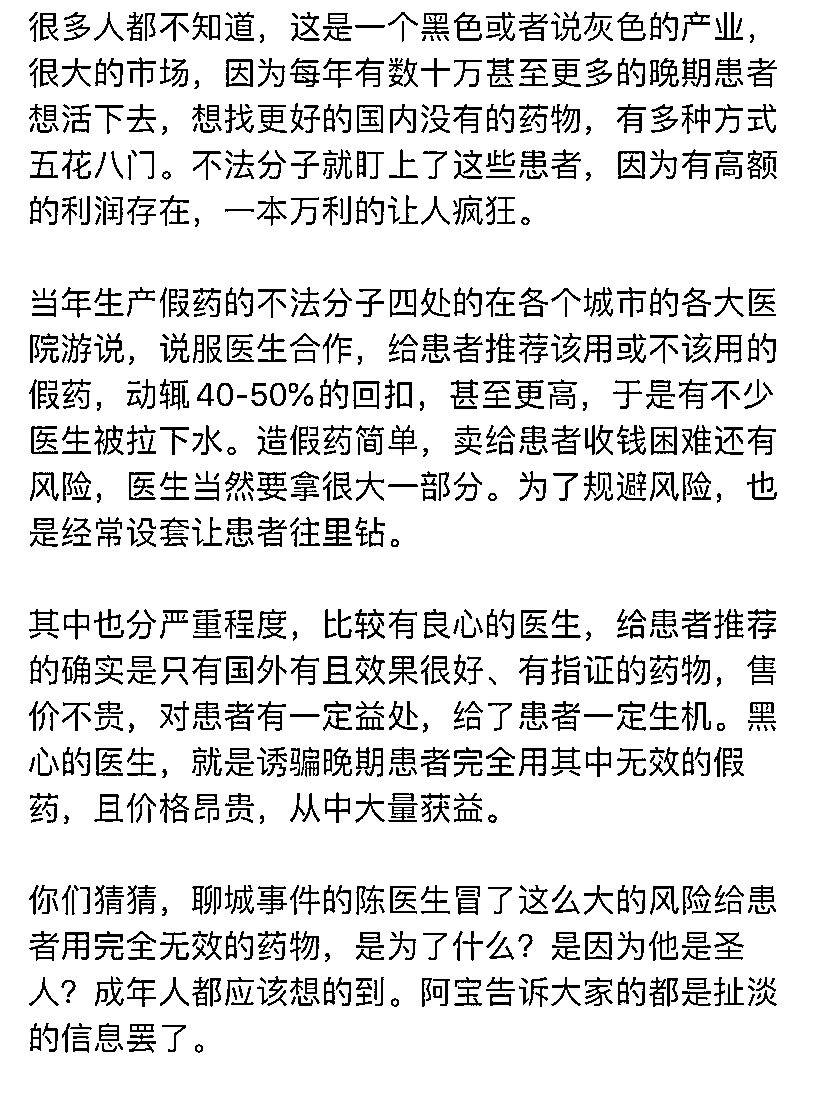 很多人都不知道，这是一个黑色或者说灰色的产业，
很大的市场，因为每年有数十万甚至更多的晚期患者
想活下去，想找更好的国内没有的药物，有多种方式
五花八门。不法分子就盯上了这些患者，因为有高额
的利润存在，一本万利的让人疯狂。
当年生产假药的不法分子四处的在各个城市的各大医
院游说，说服医生合作，给患者推荐该用或不该用的
假药，动辄40-50%的回扣，甚至更高，于是有不少
医生被拉下水。造假药简单，卖给患者收钱困难还有
风险，医生当然要拿很大一部分。为了规避风险，也
是经常设套让患者往里钻。
其中也分严重程度，比较有良心的医生，给患者推荐
的确实是只有国外有且效果很好、有指证的药物，售
价不贵，对患者有一定益处，给了患者一定生机。黑
心的医生，就是诱骗晚期患者完全用其中无效的假
药，且价格昂贵，从中大量获益。
你们猜猜，聊城事件的陈医生冒了这么大的风险给患
者用完全无效的药物，是为了什么？是因为他是圣
人？成年人都应该想的到。阿宝告诉大家的都是扯淡
的信息罢了。